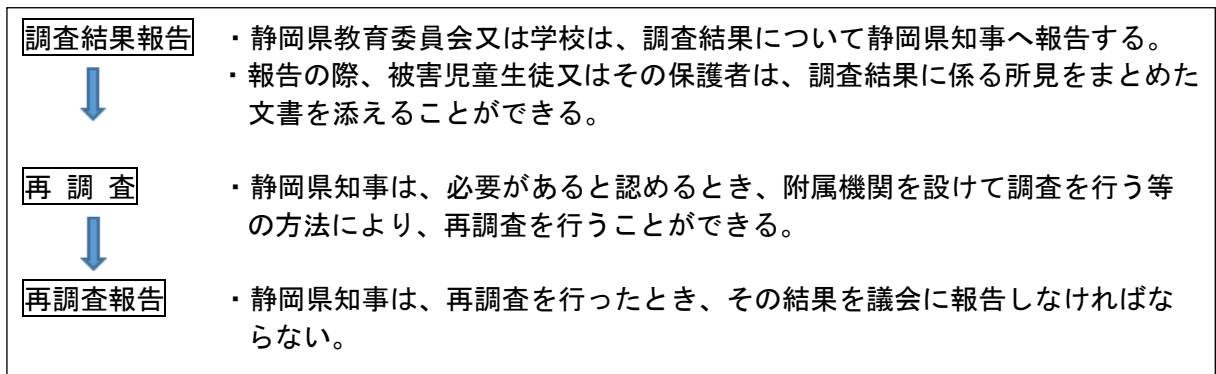 調査結果報告 ・静岡県教育委員会又は学校は、調査結果について静岡県知事へ報告する。
・報告の際、被害児童生徒又はその保護者は、調査結果に係る所見をまとめた
文書を添えることができる。
再 調 査 ・静岡県知事は、必要があると認めるとき、附属機関を設けて調査を行う等
の方法により、再調査を行うことができる。
再調査報告 ・静岡県知事は、再調査を行ったとき、その結果を議会に報告しなければな
らない。